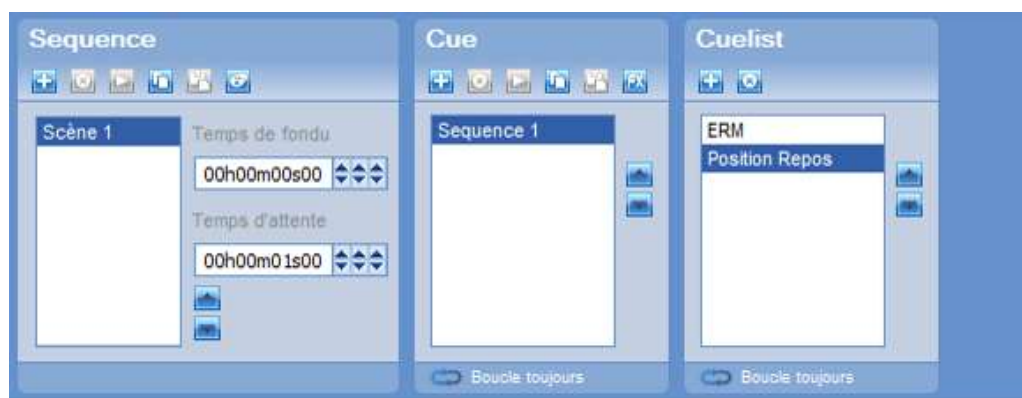 Sequence
Scène 1
Temps de fondu
00h00m00s00
Temps d'attente
00h00m01s00
Cue
FX
Sequence 1
Boucle toujours
Cuelist
ERM
Position Repos
Boucle toujours